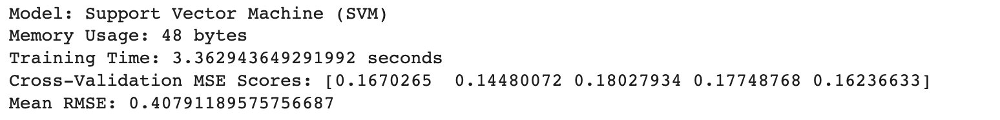 Model: Support Vector Machine (SVM)
Memory Usage: 48 bytes
Training Time: 3.362943649291992 seconds
Cross-Validation MSE Scores: [0.1670265  0.14480072 0.18027934 0.17748768 0.16236633]
Mean RMSE: 0.40791189575756687